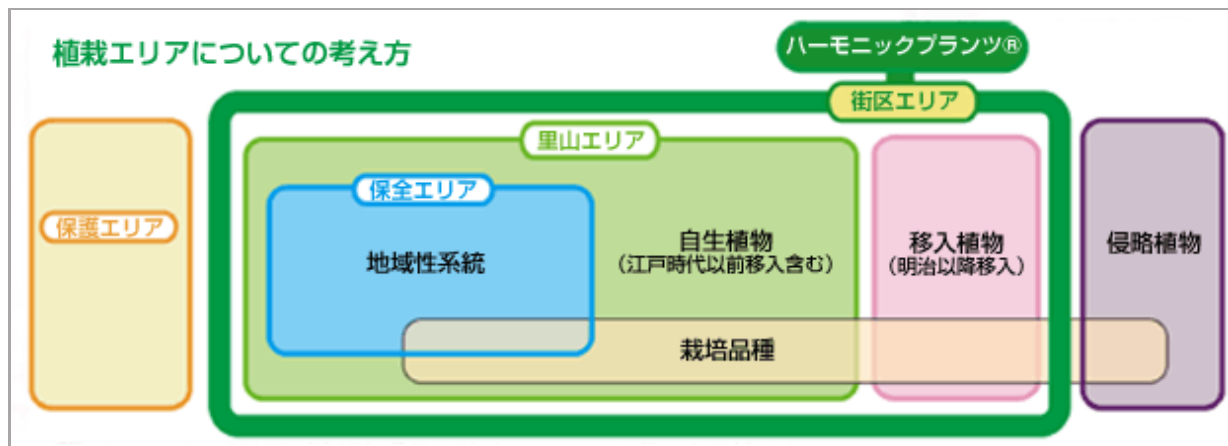 植栽エリアについての考え方
ハーモニックプランツ®
街区エリア
里山エリア
保全エリア
保護エリア
地域性系統
自生植物
（江戸時代以前移入含む）
移入植物
（明治以降移入）
侵略植物
栽培品種